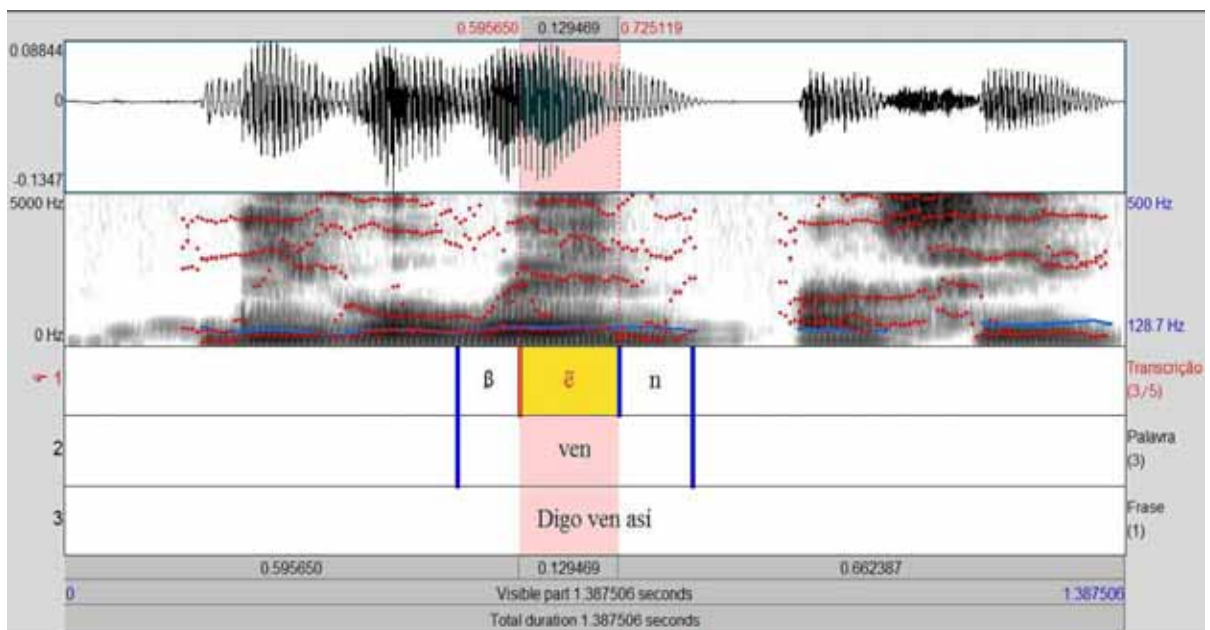 0.595650 0.129469 0.725119
0.08844
0
-0.1347
5000 Hz
500 Hz
0 Hz
128.7 Hz
1 β ẽ n Transcrição (3/5)
2 ven Palavra (3)
3 Digo ven así Frase (1)
0.595650 0.129469 0.662387
0 Visible part 1.387506 seconds 1.387506
Total duration 1.387506 seconds